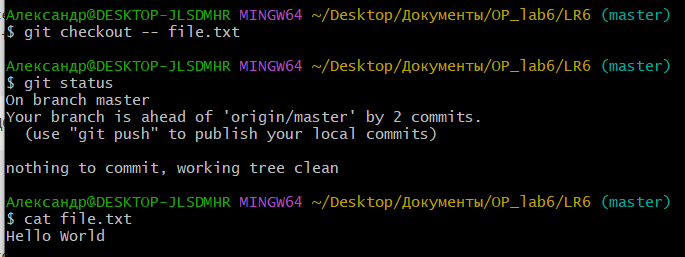 Александр@DESKTOP-JLSDMHR MINGW64 ~/Desktop/Документы/OP_lab6/LR6 (master)
$ git checkout -- file.txt
Александр@DESKTOP-JLSDMHR MINGW64 ~/Desktop/Документы/OP_lab6/LR6 (master)
$ git status
On branch master
Your branch is ahead of 'origin/master' by 2 commits.
  (use "git push" to publish your local commits)
nothing to commit, working tree clean
Александр@DESKTOP-JLSDMHR MINGW64 ~/Desktop/Документы/OP_lab6/LR6 (master)
$ cat file.txt
Hello World